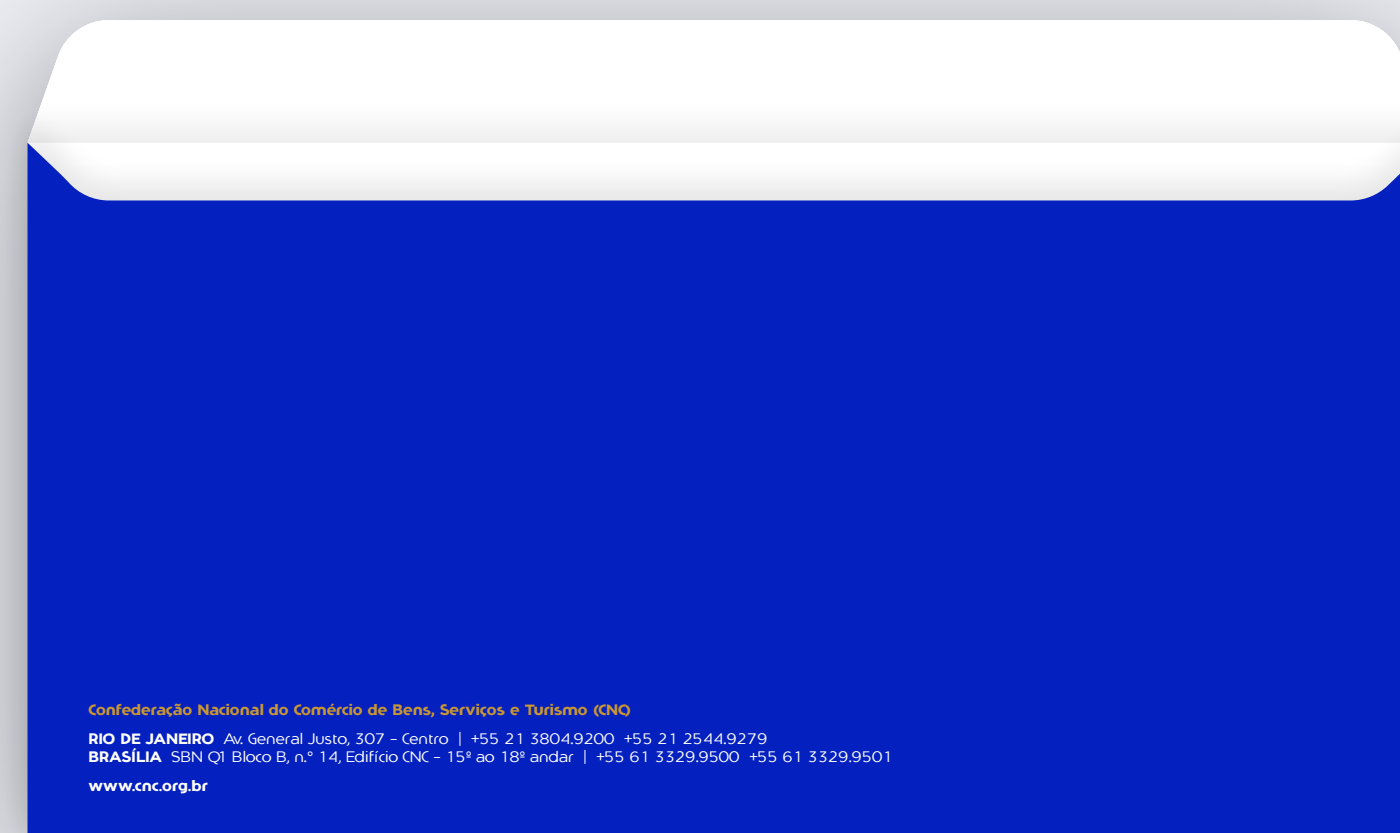 Confederação Nacional do Comércio de Bens, Serviços e Turismo (CNC)
RIO DE JANEIRO Av. General Justo, 307 - Centro | +55 21 3804.9200 +55 21 2544.9279
BRASÍLIA SBN Q1 Bloco B, n.° 14, Edifício CNC - 15º ao 18º andar | +55 61 3329.9500 +55 61 3329.9501
www.cnc.org.br